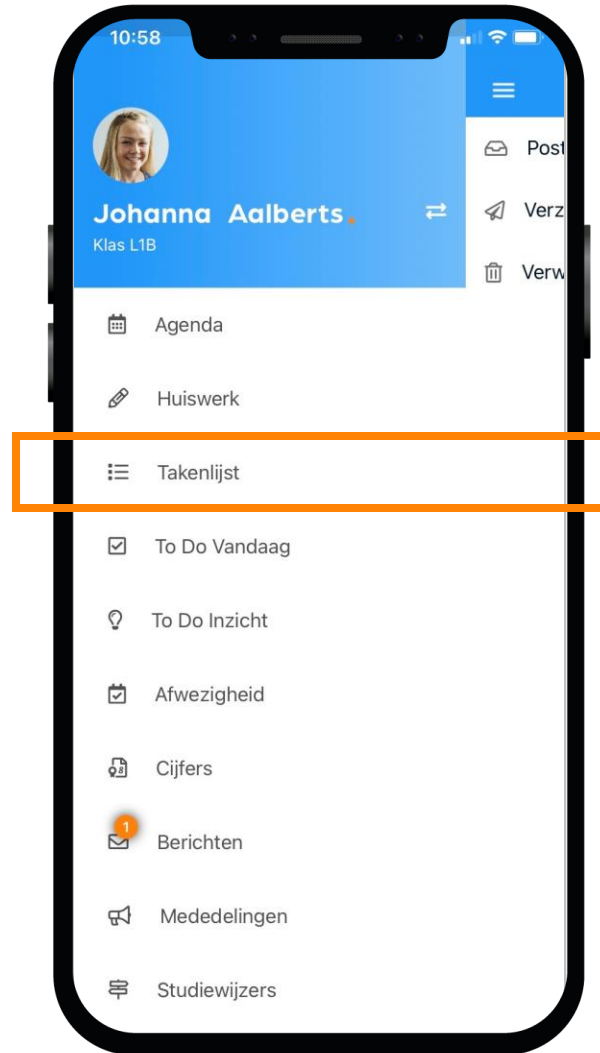 10:58
Johanna Aalberts.
Klas L1B
Post
Verz
Verw
Agenda
Huiswerk
Takenlijst
To Do Vandaag
To Do Inzicht
Afwezigheid
8
Cijfers
1
Berichten
Mededelingen
Studiewijzers